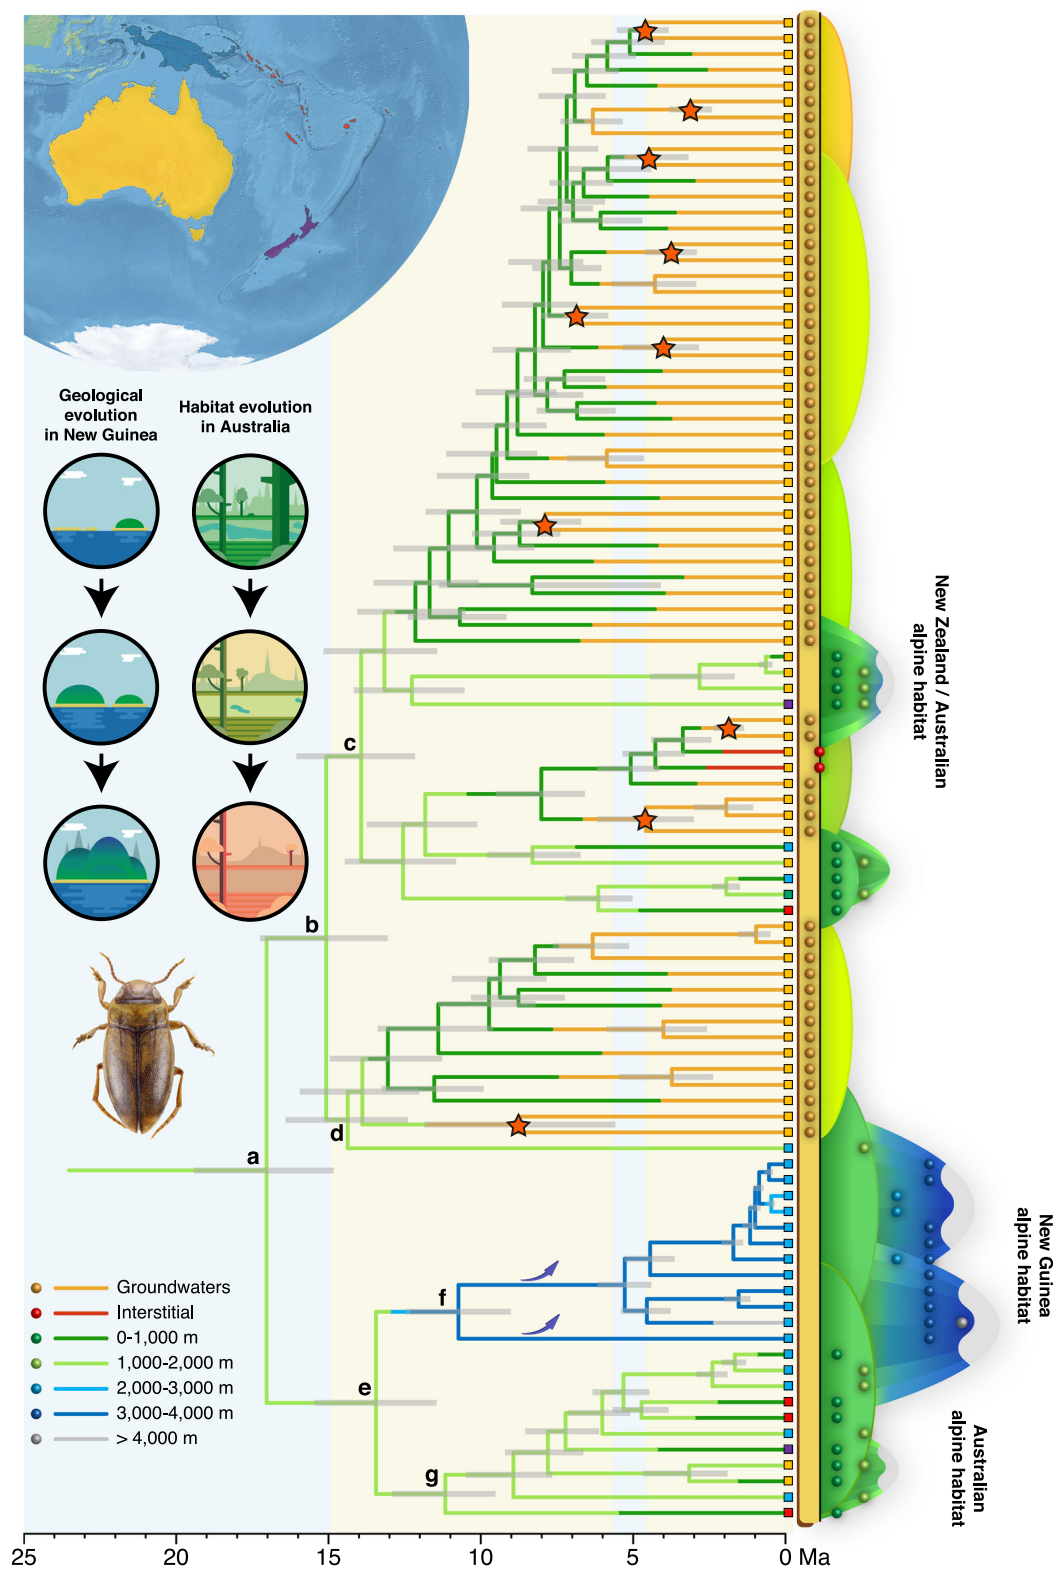 Geological
evolution
in New Guinea
Habitat evolution
in Australia
New Zealand / Australian
alpine habitat
c
b
d
a
f
e
g
New Guinea
alpine habitat
Australian
alpine habitat
Groundwaters
Interstitial
0-1,000 m
1,000-2,000 m
2,000-3,000 m
3,000-4,000 m
> 4,000 m
25 20 15 10 5 0 Ma